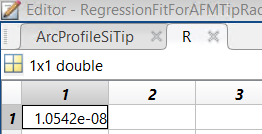 Editor - RegressionFitForAFMTipRad
ArcProfileSiTip R
1x1 double
1 2 3
1 1.0542e-08